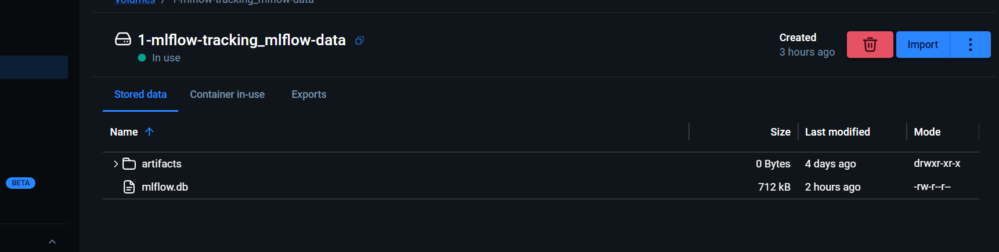 Volumes / 1-mlflow-tracking_mlflow-data
1-mlflow-tracking_mlflow-data
In use
Created
3 hours ago
Import
Stored data Container in-use Exports
Name Size Last modified Mode
artifacts 0 Bytes 4 days ago drwxr-xr-x
mlflow.db 712 kB 2 hours ago -rw-r--r--
BETA